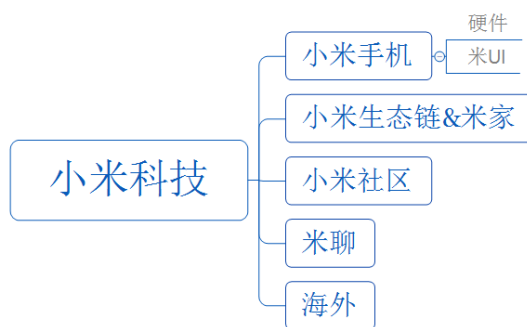 硬件
小米手机
米UI
小米生态链&米家
小米科技
小米社区
米聊
海外